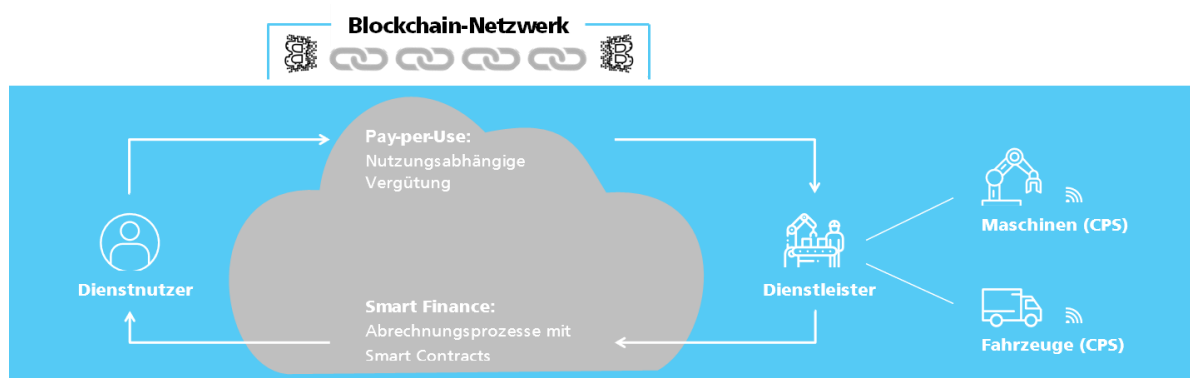 Blockchain-Netzwerk
Pay-per-Use:
Nutzungsabhängige
Vergütung
Maschinen (CPS)
Dienstnutzer
Dienstleister
Smart Finance:
Abrechnungsprozesse mit
Smart Contracts
Fahrzeuge (CPS)